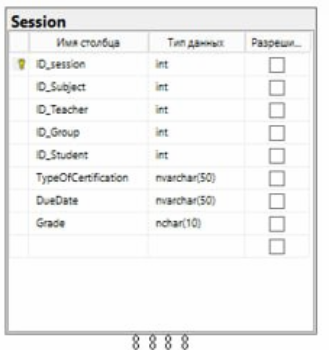 Session
Имя столбца Тип данных Разреши...
ID_session int
ID_Subject int
ID_Teacher int
ID_Group int
ID_Student int
TypeOfCertification nvarchar(50)
DueDate nvarchar(50)
Grade nchar(10)